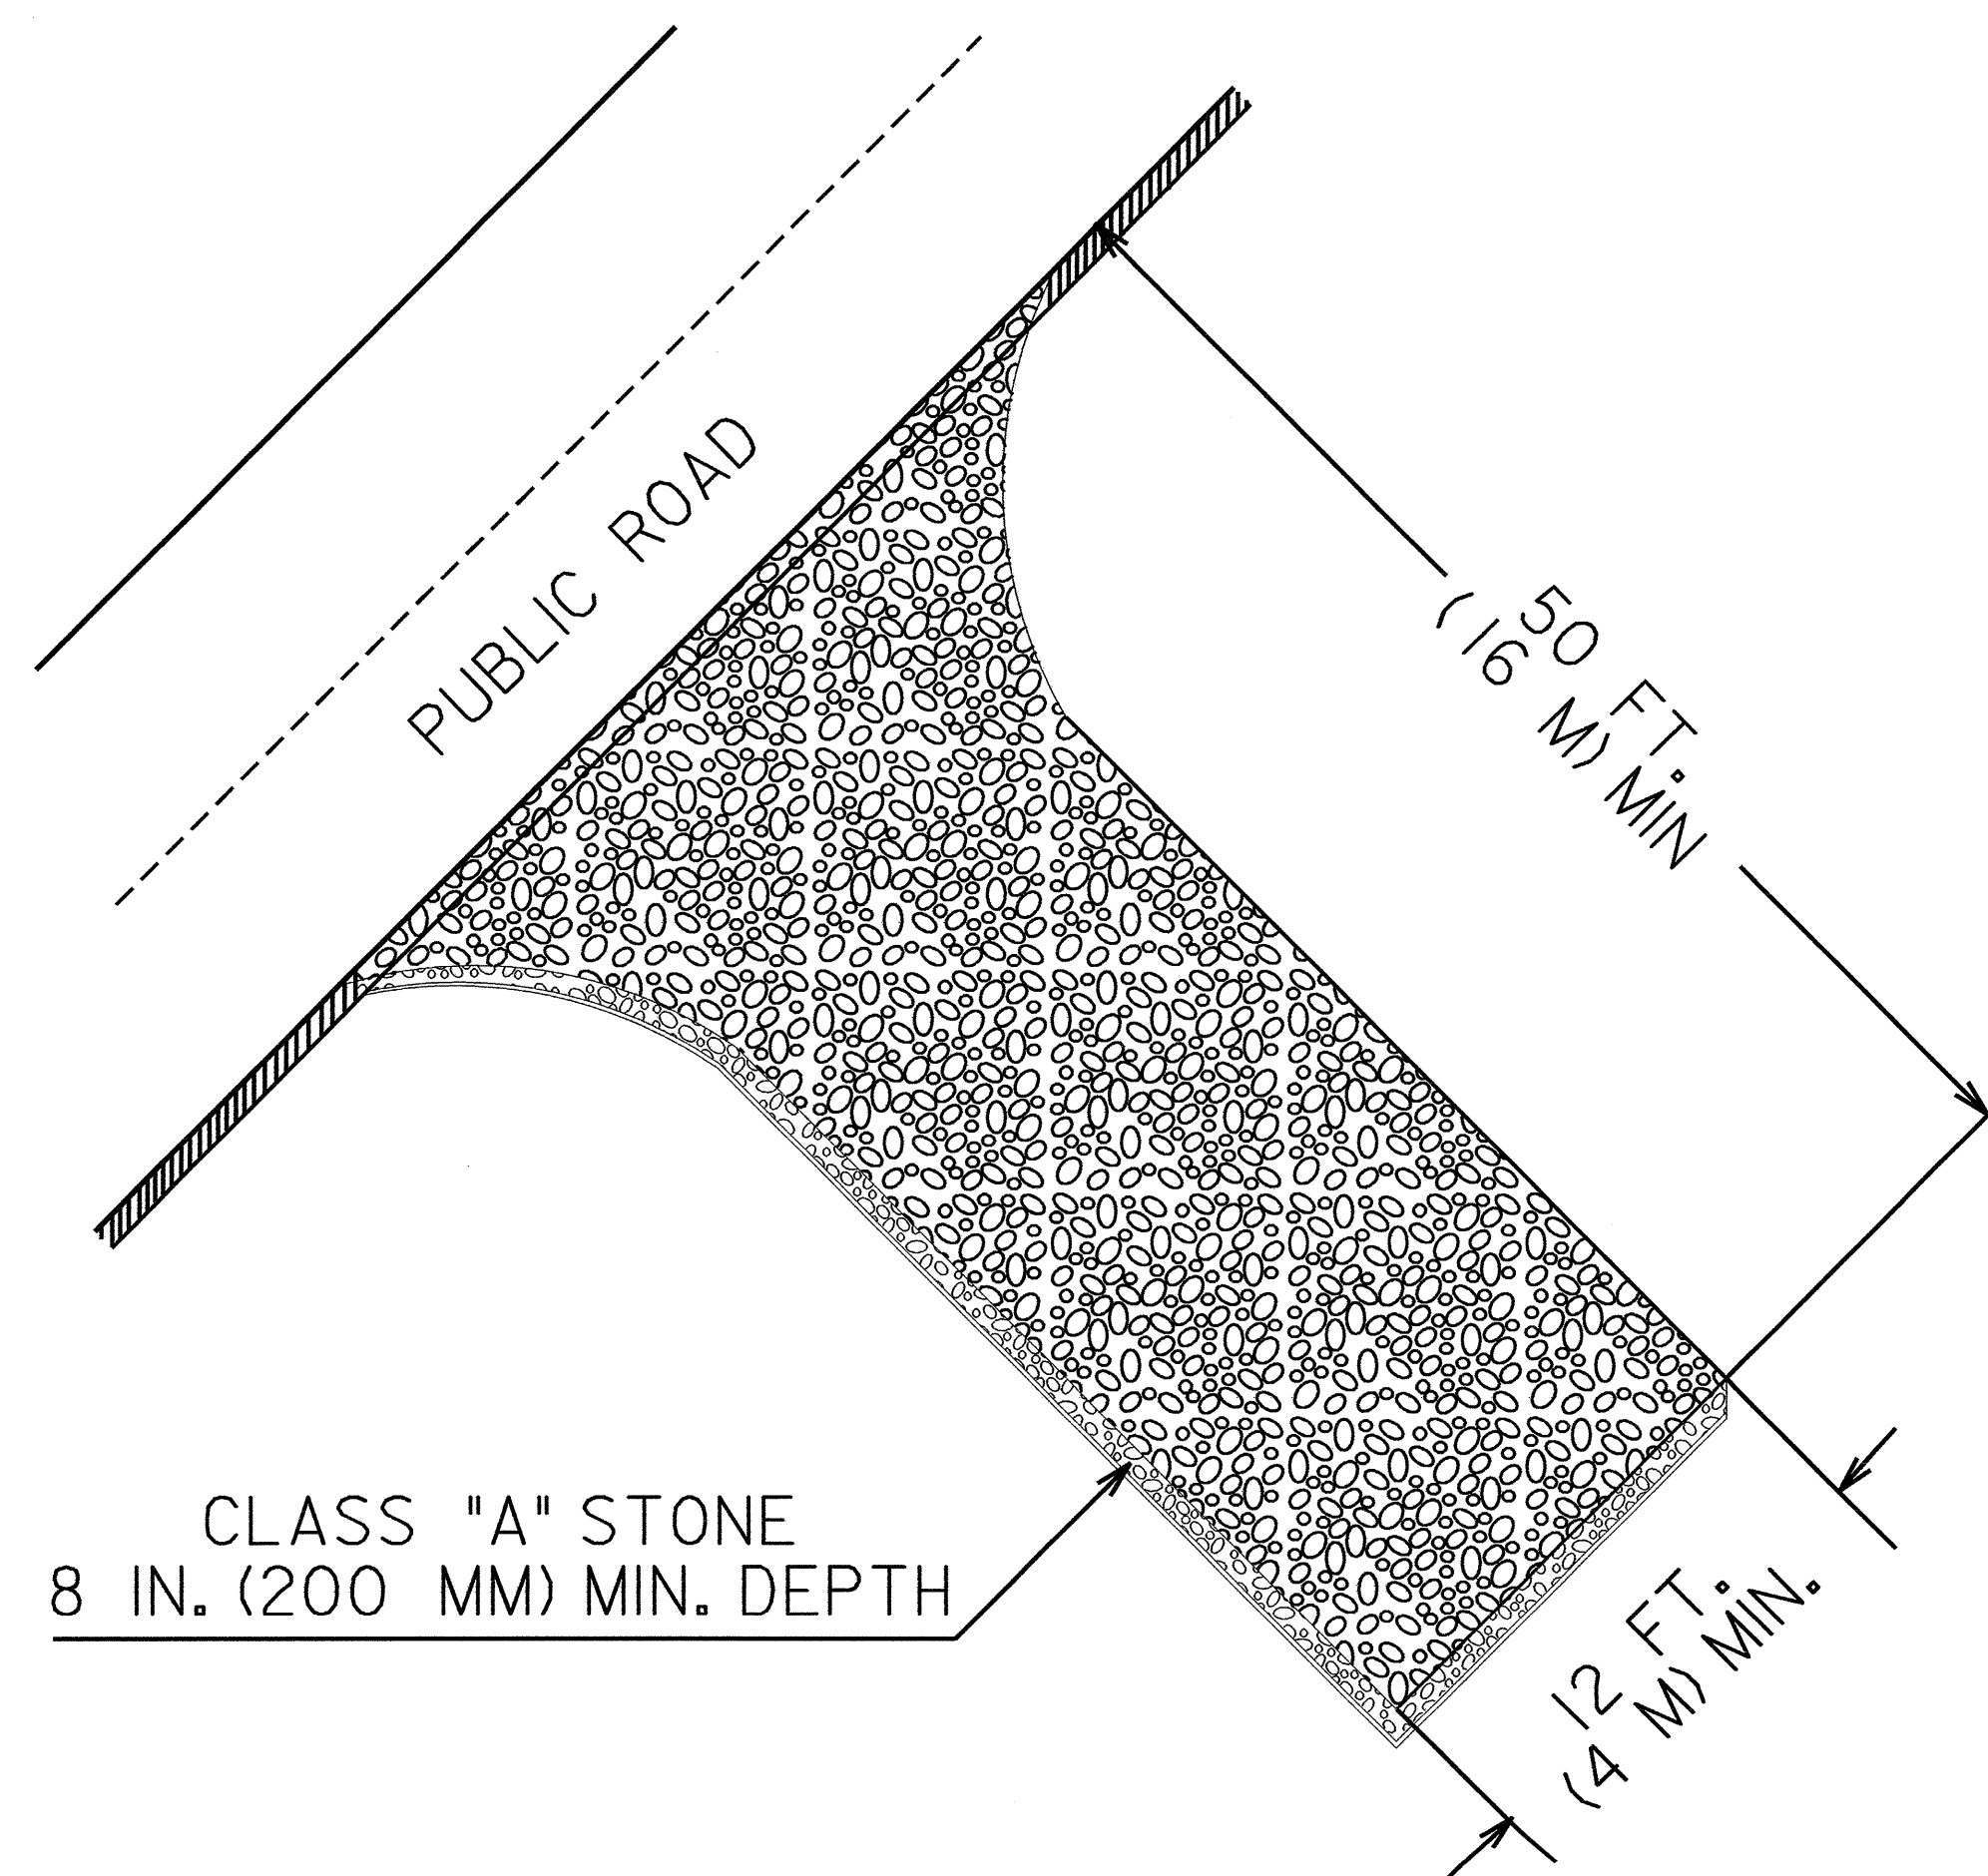 PUBLIC ROAD
50 FT.
(16 M) MIN
CLASS "A" STONE
8 IN. (200 MM) MIN. DEPTH
12 FT.
(4 M) MIN.